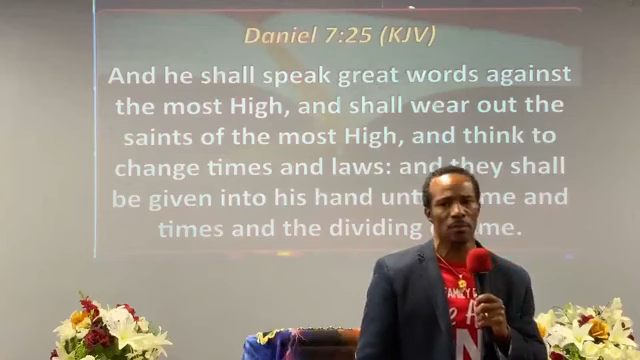 Daniel 7:25 (KJV)
And he shall speak great words against
the most High, and shall wear out the
saints of the most High, and think to
change times and laws: and they shall
be given into his hand and
times and the dividing
FAMILY